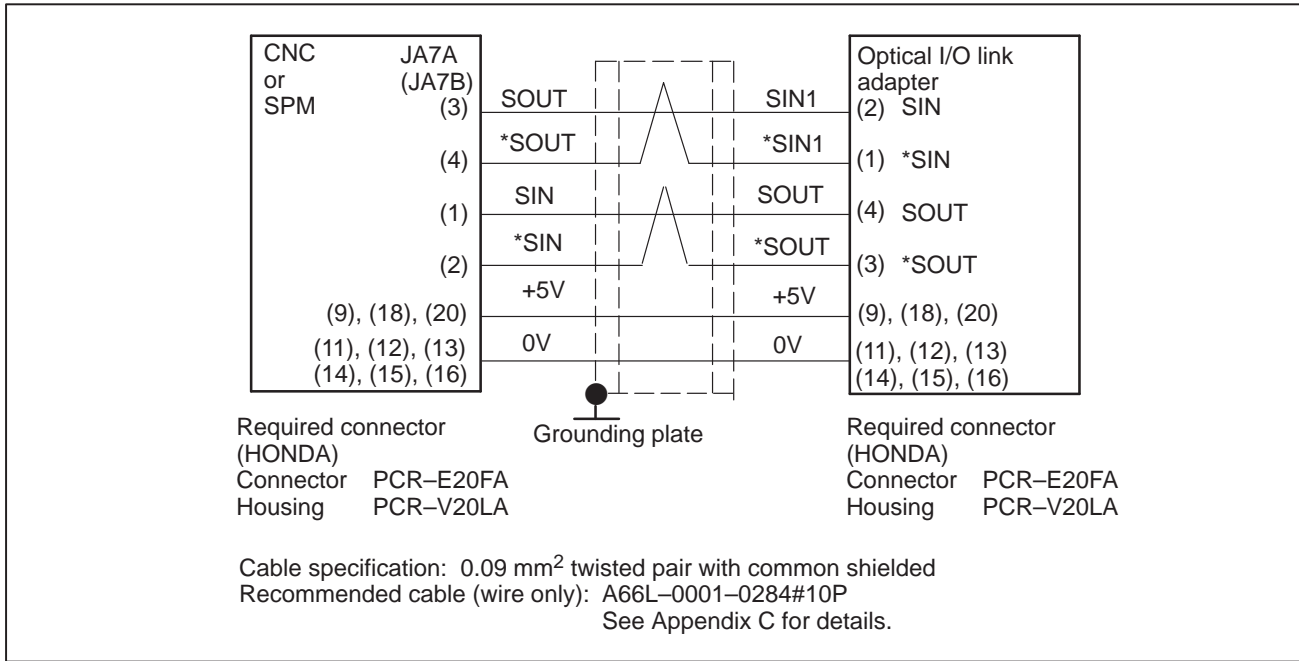 CNC JA7A
or (JA7B)
SPM (3) SOUT SIN1 Optical I/O link
adapter
(2) SIN
(4) *SOUT *SIN1 (1) *SIN
(1) SIN SOUT (4) SOUT
(2) *SIN *SOUT (3) *SOUT
(9), (18), (20) +5V +5V (9), (18), (20)
(11), (12), (13) 0V 0V (11), (12), (13)
(14), (15), (16) (14), (15), (16)
Grounding plate
Required connector
(HONDA)
Connector PCR–E20FA
Housing PCR–V20LA
Required connector
(HONDA)
Connector PCR–E20FA
Housing PCR–V20LA
Cable specification: 0.09 mm2 twisted pair with common shielded
Recommended cable (wire only): A66L–0001–0284#10P
See Appendix C for details.